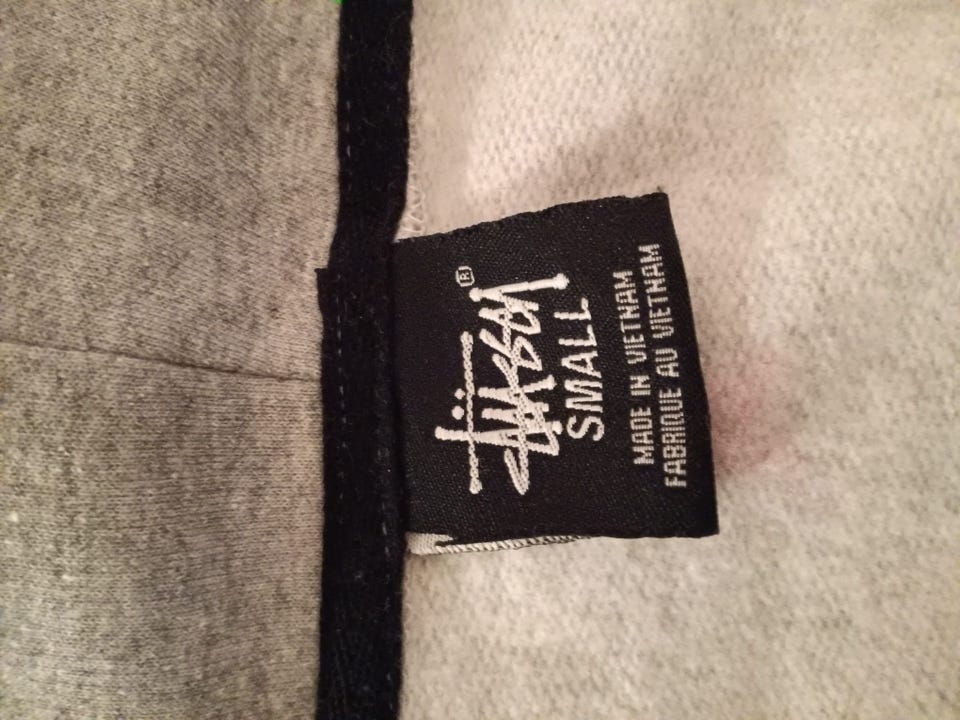 Stüssy ®
SMALL
MADE IN VIETNAM
FABRIQUE AU VIETNAM